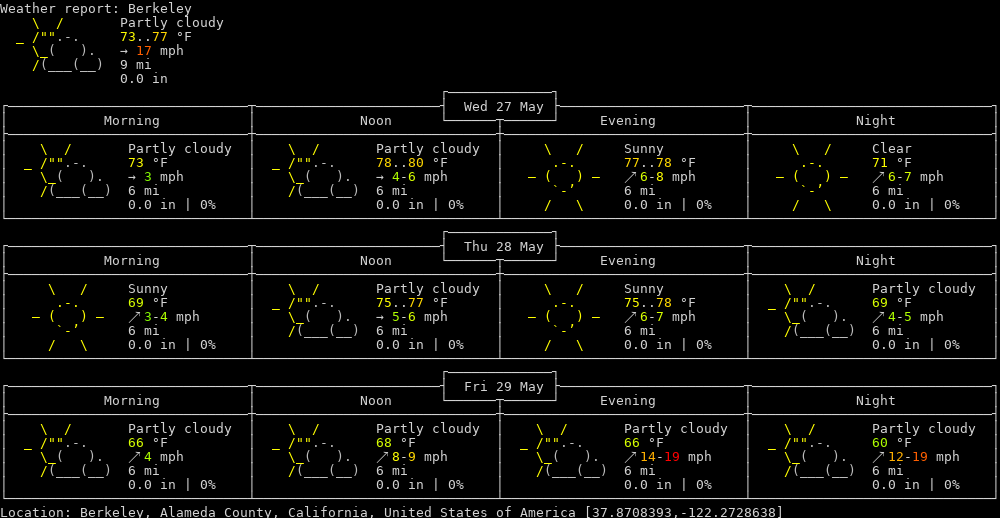 Weather report: Berkeley
Partly cloudy
73..77 °F
→ 17 mph
9 mi
0.0 in
Wed 27 May
Morning Noon Evening Night
Partly cloudy Partly cloudy Sunny Clear
73 °F 78..80 °F 77..78 °F 71 °F
→ 3 mph → 4-6 mph ↗ 6-8 mph ↗ 6-7 mph
6 mi 6 mi 6 mi 6 mi
0.0 in | 0% 0.0 in | 0% 0.0 in | 0% 0.0 in | 0%
Thu 28 May
Morning Noon Evening Night
Sunny Partly cloudy Sunny Partly cloudy
69 °F 75..77 °F 75..78 °F 69 °F
↗ 3-4 mph → 5-6 mph ↗ 6-7 mph ↗ 4-5 mph
6 mi 6 mi 6 mi 6 mi
0.0 in | 0% 0.0 in | 0% 0.0 in | 0% 0.0 in | 0%
Fri 29 May
Morning Noon Evening Night
Partly cloudy Partly cloudy Partly cloudy Partly cloudy
66 °F 68 °F 66 °F 60 °F
↗ 4 mph ↗ 8-9 mph ↗ 14-19 mph ↗ 12-19 mph
6 mi 6 mi 6 mi 6 mi
0.0 in | 0% 0.0 in | 0% 0.0 in | 0% 0.0 in | 0%
Location: Berkeley, Alameda County, California, United States of America [37.8708393,-122.2728638]